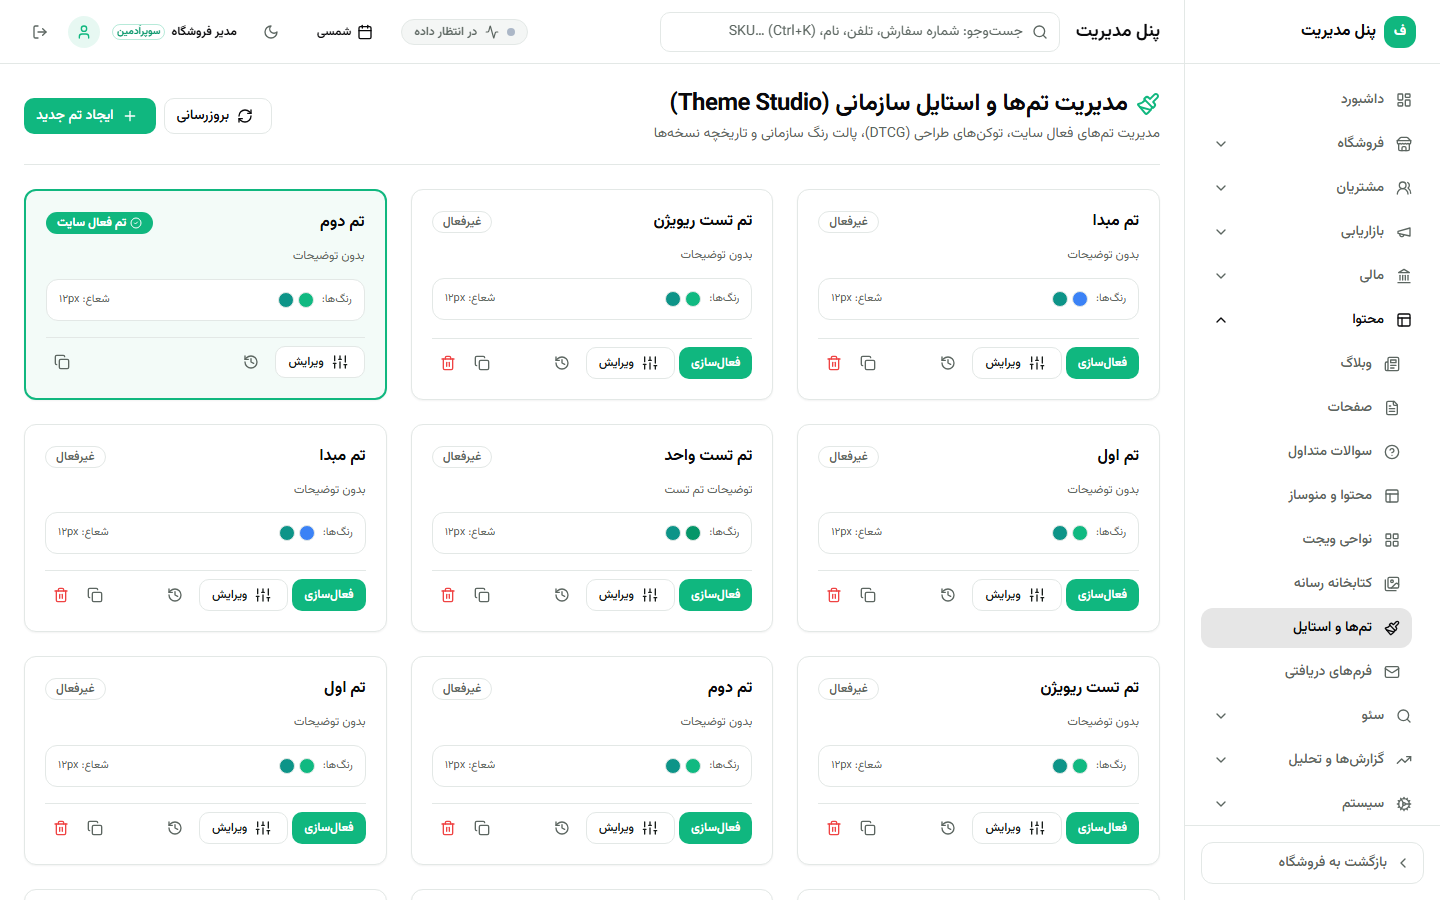 ف
پنل مدیریت
داشبورد
فروشگاه
مشتریان
بازاریابی
مالی
محتوا
وبلاگ
صفحات
سوالات متداول
محتوا و منوساز
نواحی ویجت
کتابخانه رسانه
تم‌ها و استایل
فرم‌های دریافتی
سئو
گزارش‌ها و تحلیل
سیستم
بازگشت به فروشگاه
پنل مدیریت
جست‌وجو: شماره سفارش، تلفن، نام، SKU… (Ctrl+K)
در انتظار داده
شمسی
مدیر فروشگاه
سوپرادمین
مدیریت تم‌ها و استایل سازمانی (Theme Studio)
مدیریت تم‌های فعال سایت، توکن‌های طراحی (DTCG)، پالت رنگ سازمانی و تاریخچه نسخه‌ها
بروزرسانی
ایجاد تم جدید
تم مبدا
غیرفعال
بدون توضیحات
رنگ‌ها:
شعاع: ۱۲px
فعال‌سازی
ویرایش
تم تست ریویژن
غیرفعال
بدون توضیحات
رنگ‌ها:
شعاع: ۱۲px
فعال‌سازی
ویرایش
تم دوم
تم فعال سایت
بدون توضیحات
رنگ‌ها:
شعاع: ۱۲px
ویرایش
تم اول
غیرفعال
بدون توضیحات
رنگ‌ها:
شعاع: ۱۲px
فعال‌سازی
ویرایش
تم تست واحد
غیرفعال
توضیحات تم تست
رنگ‌ها:
شعاع: ۱۲px
فعال‌سازی
ویرایش
تم مبدا
غیرفعال
بدون توضیحات
رنگ‌ها:
شعاع: ۱۲px
فعال‌سازی
ویرایش
تم تست ریویژن
غیرفعال
بدون توضیحات
رنگ‌ها:
شعاع: ۱۲px
فعال‌سازی
ویرایش
تم دوم
غیرفعال
بدون توضیحات
رنگ‌ها:
شعاع: ۱۲px
فعال‌سازی
ویرایش
تم اول
غیرفعال
بدون توضیحات
رنگ‌ها:
شعاع: ۱۲px
فعال‌سازی
ویرایش